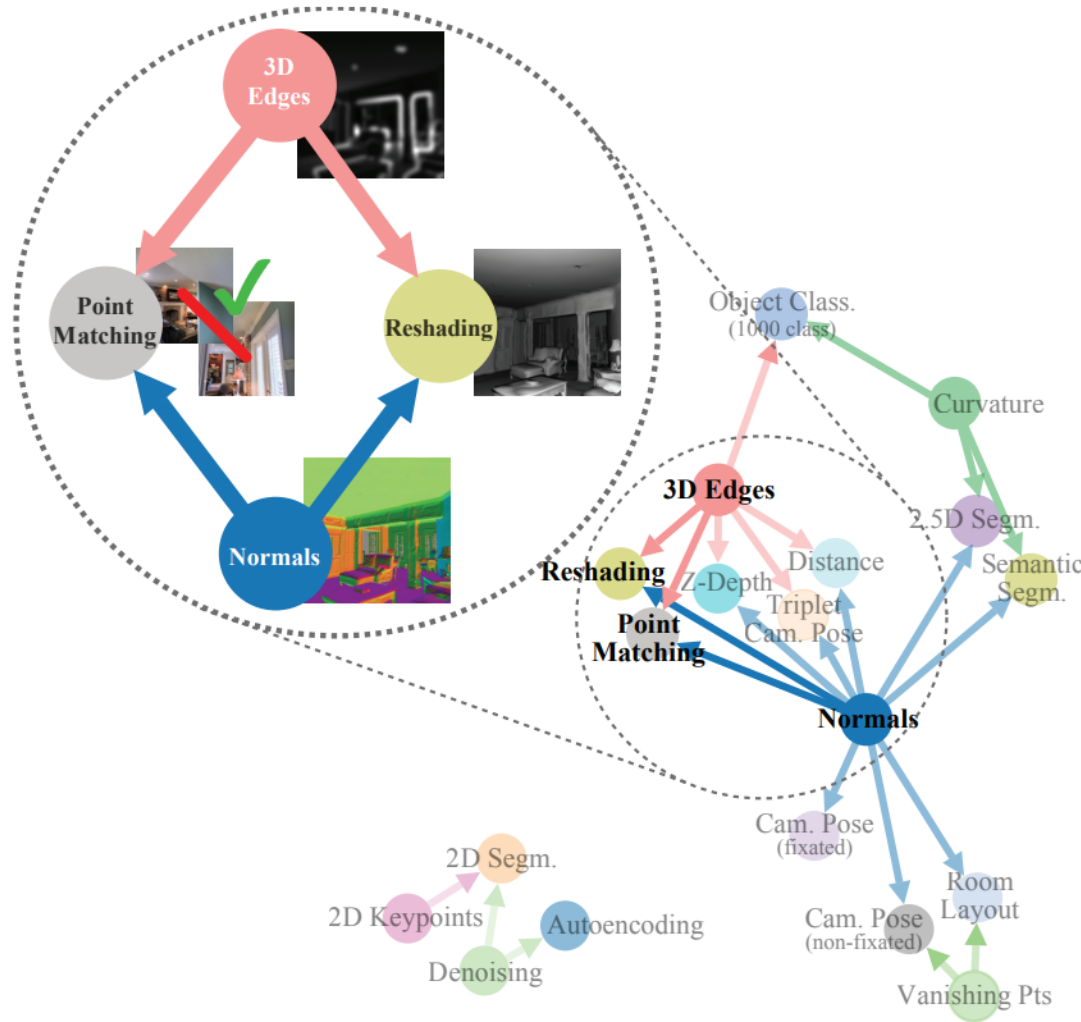 3D
Edges
Point
Matching
Reshading
Normals
Object Class.
(1000 class)
Curvature
3D Edges
2.5D Segm.
Reshading
Z-Depth
Distance
Semantic
Segm.
Triplet
Cam. Pose
Point
Matching
Normals
Cam. Pose
(fixated)
2D Segm.
2D Keypoints
Autoencoding
Denoising
Room
Layout
Cam. Pose
(non-fixated)
Vanishing Pts